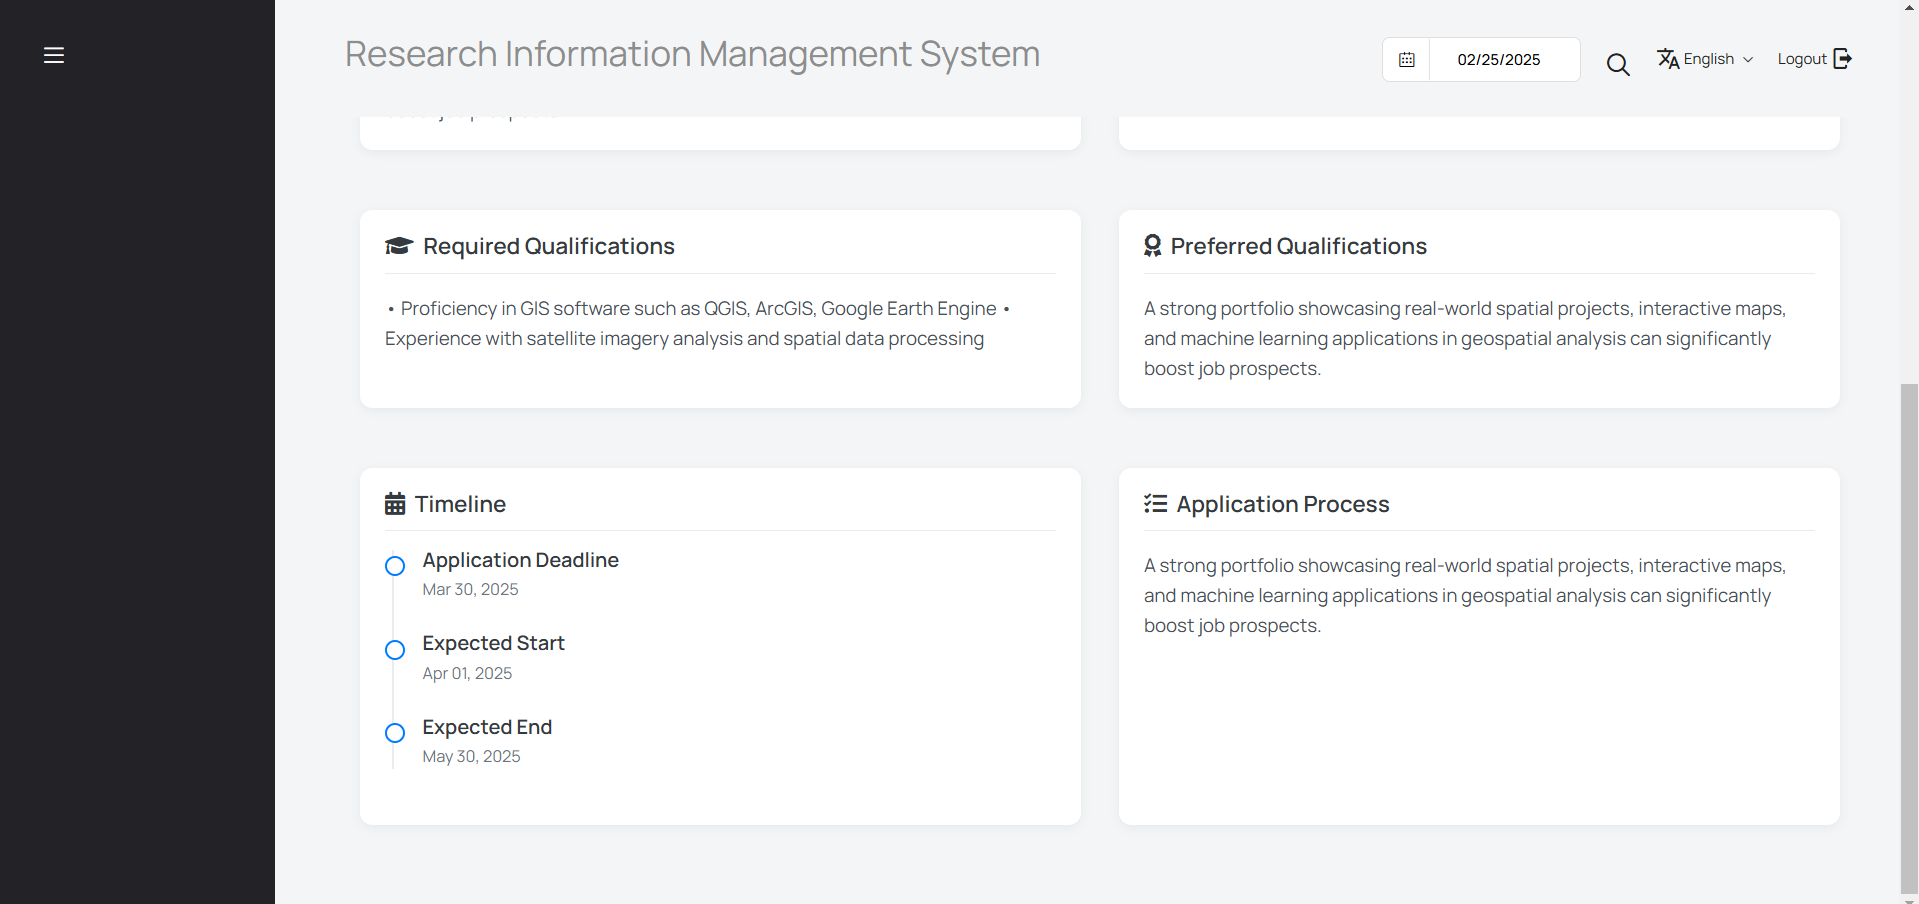 Research Information Management System
02/25/2025
English
Logout
Required Qualifications
• Proficiency in GIS software such as QGIS, ArcGIS, Google Earth Engine •
Experience with satellite imagery analysis and spatial data processing
Preferred Qualifications
A strong portfolio showcasing real-world spatial projects, interactive maps,
and machine learning applications in geospatial analysis can significantly
boost job prospects.
Timeline
Application Deadline
Mar 30, 2025
Expected Start
Apr 01, 2025
Expected End
May 30, 2025
Application Process
A strong portfolio showcasing real-world spatial projects, interactive maps,
and machine learning applications in geospatial analysis can significantly
boost job prospects.